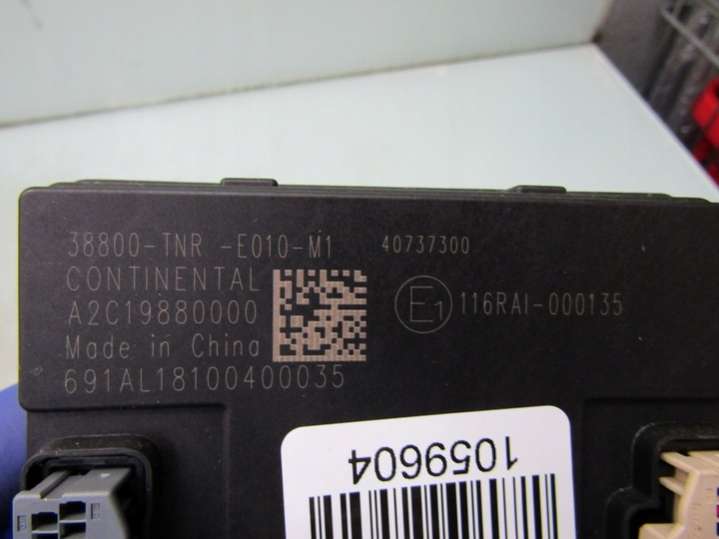 38800-TNR -E010-M1 40737300
CONTINENTAL
A2C19880000
E1 116RAI-000135
Made in China
691AL18100400035
1059604